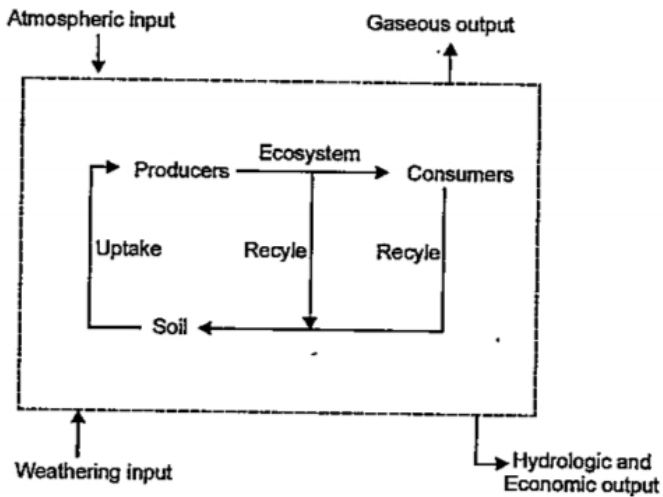 Atmospheric input
Gaseous output
Ecosystem
Producers
Consumers
Uptake
Recyle
Recyle
Soil
Weathering input
Hydrologic and
Economic output